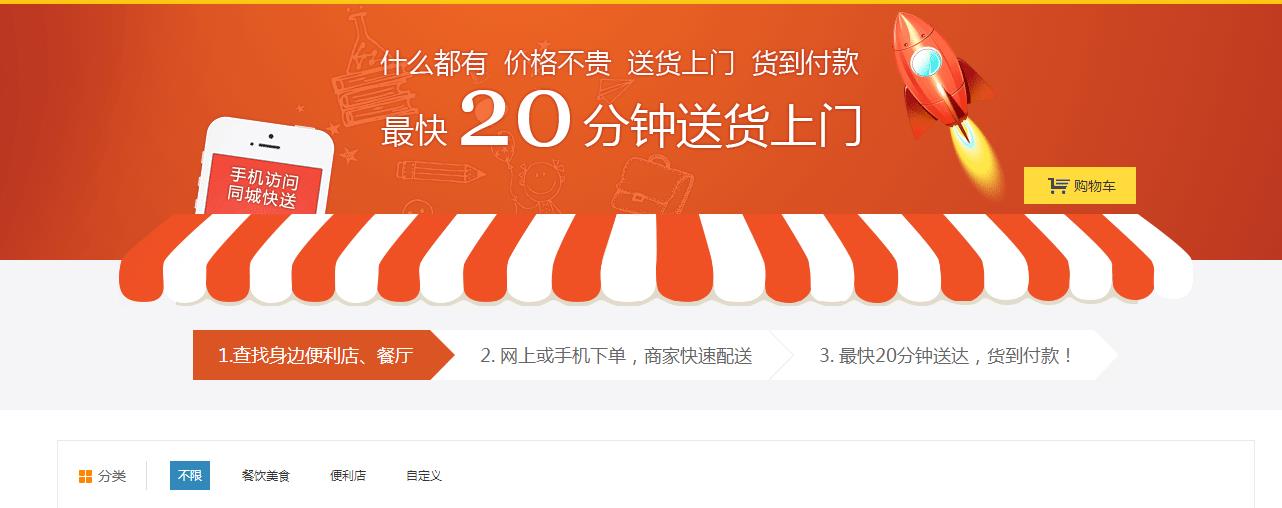 什么都有 价格不贵 送货上门 货到付款
最快 20 分钟送货上门
手机访问
同城快送
购物车
1.查找身边便利店、餐厅
2. 网上或手机下单，商家快速配送
3. 最快20分钟送达，货到付款！
分类 不限 餐饮美食 便利店 自定义